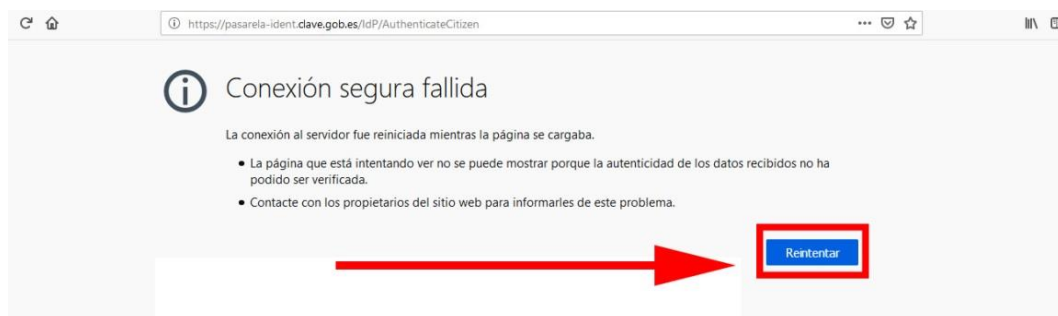 https://pasarela-ident.clave.gob.es/IdP/AuthenticateCitizen
Conexión segura fallida
La conexión al servidor fue reiniciada mientras la página se cargaba.
• La página que está intentando ver no se puede mostrar porque la autenticidad de los datos recibidos no ha
podido ser verificada.
• Contacte con los propietarios del sitio web para informarles de este problema.
Reintentar